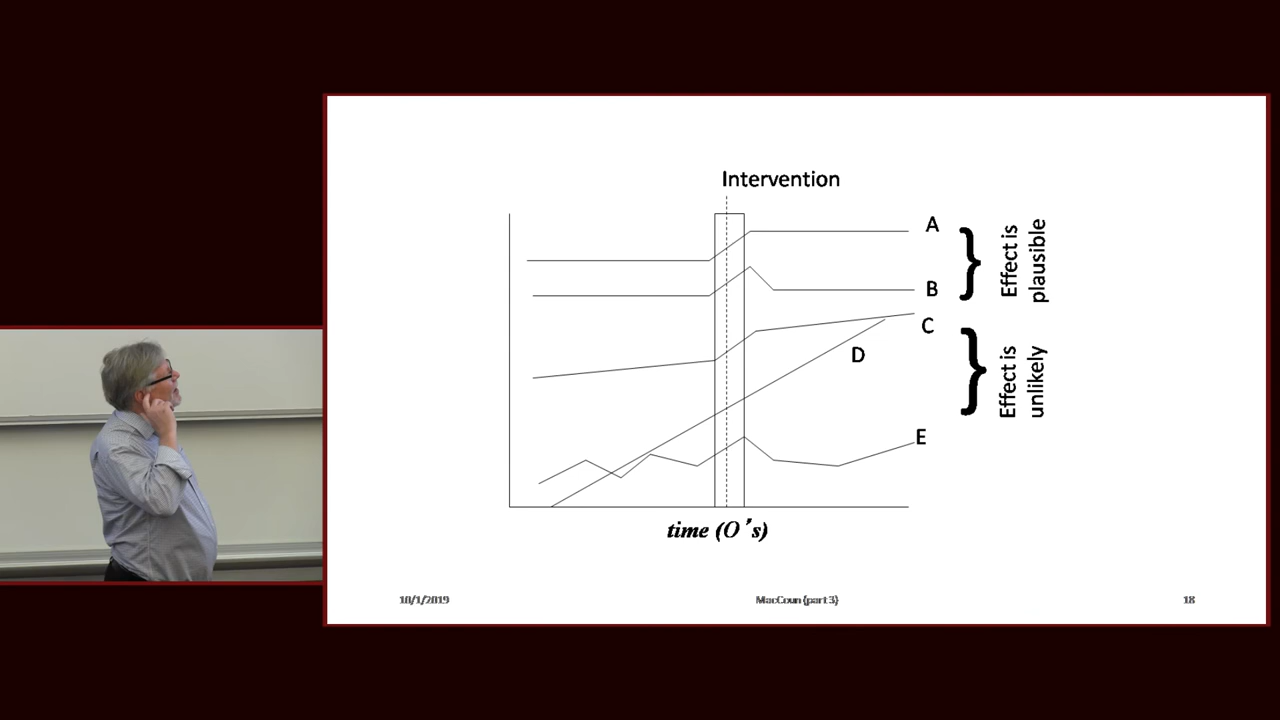 Intervention
A
Effect is
plausible
B
C
D
Effect is
unlikely
E
time (O's)
10/1/2019
MacCoun (part 3)
18